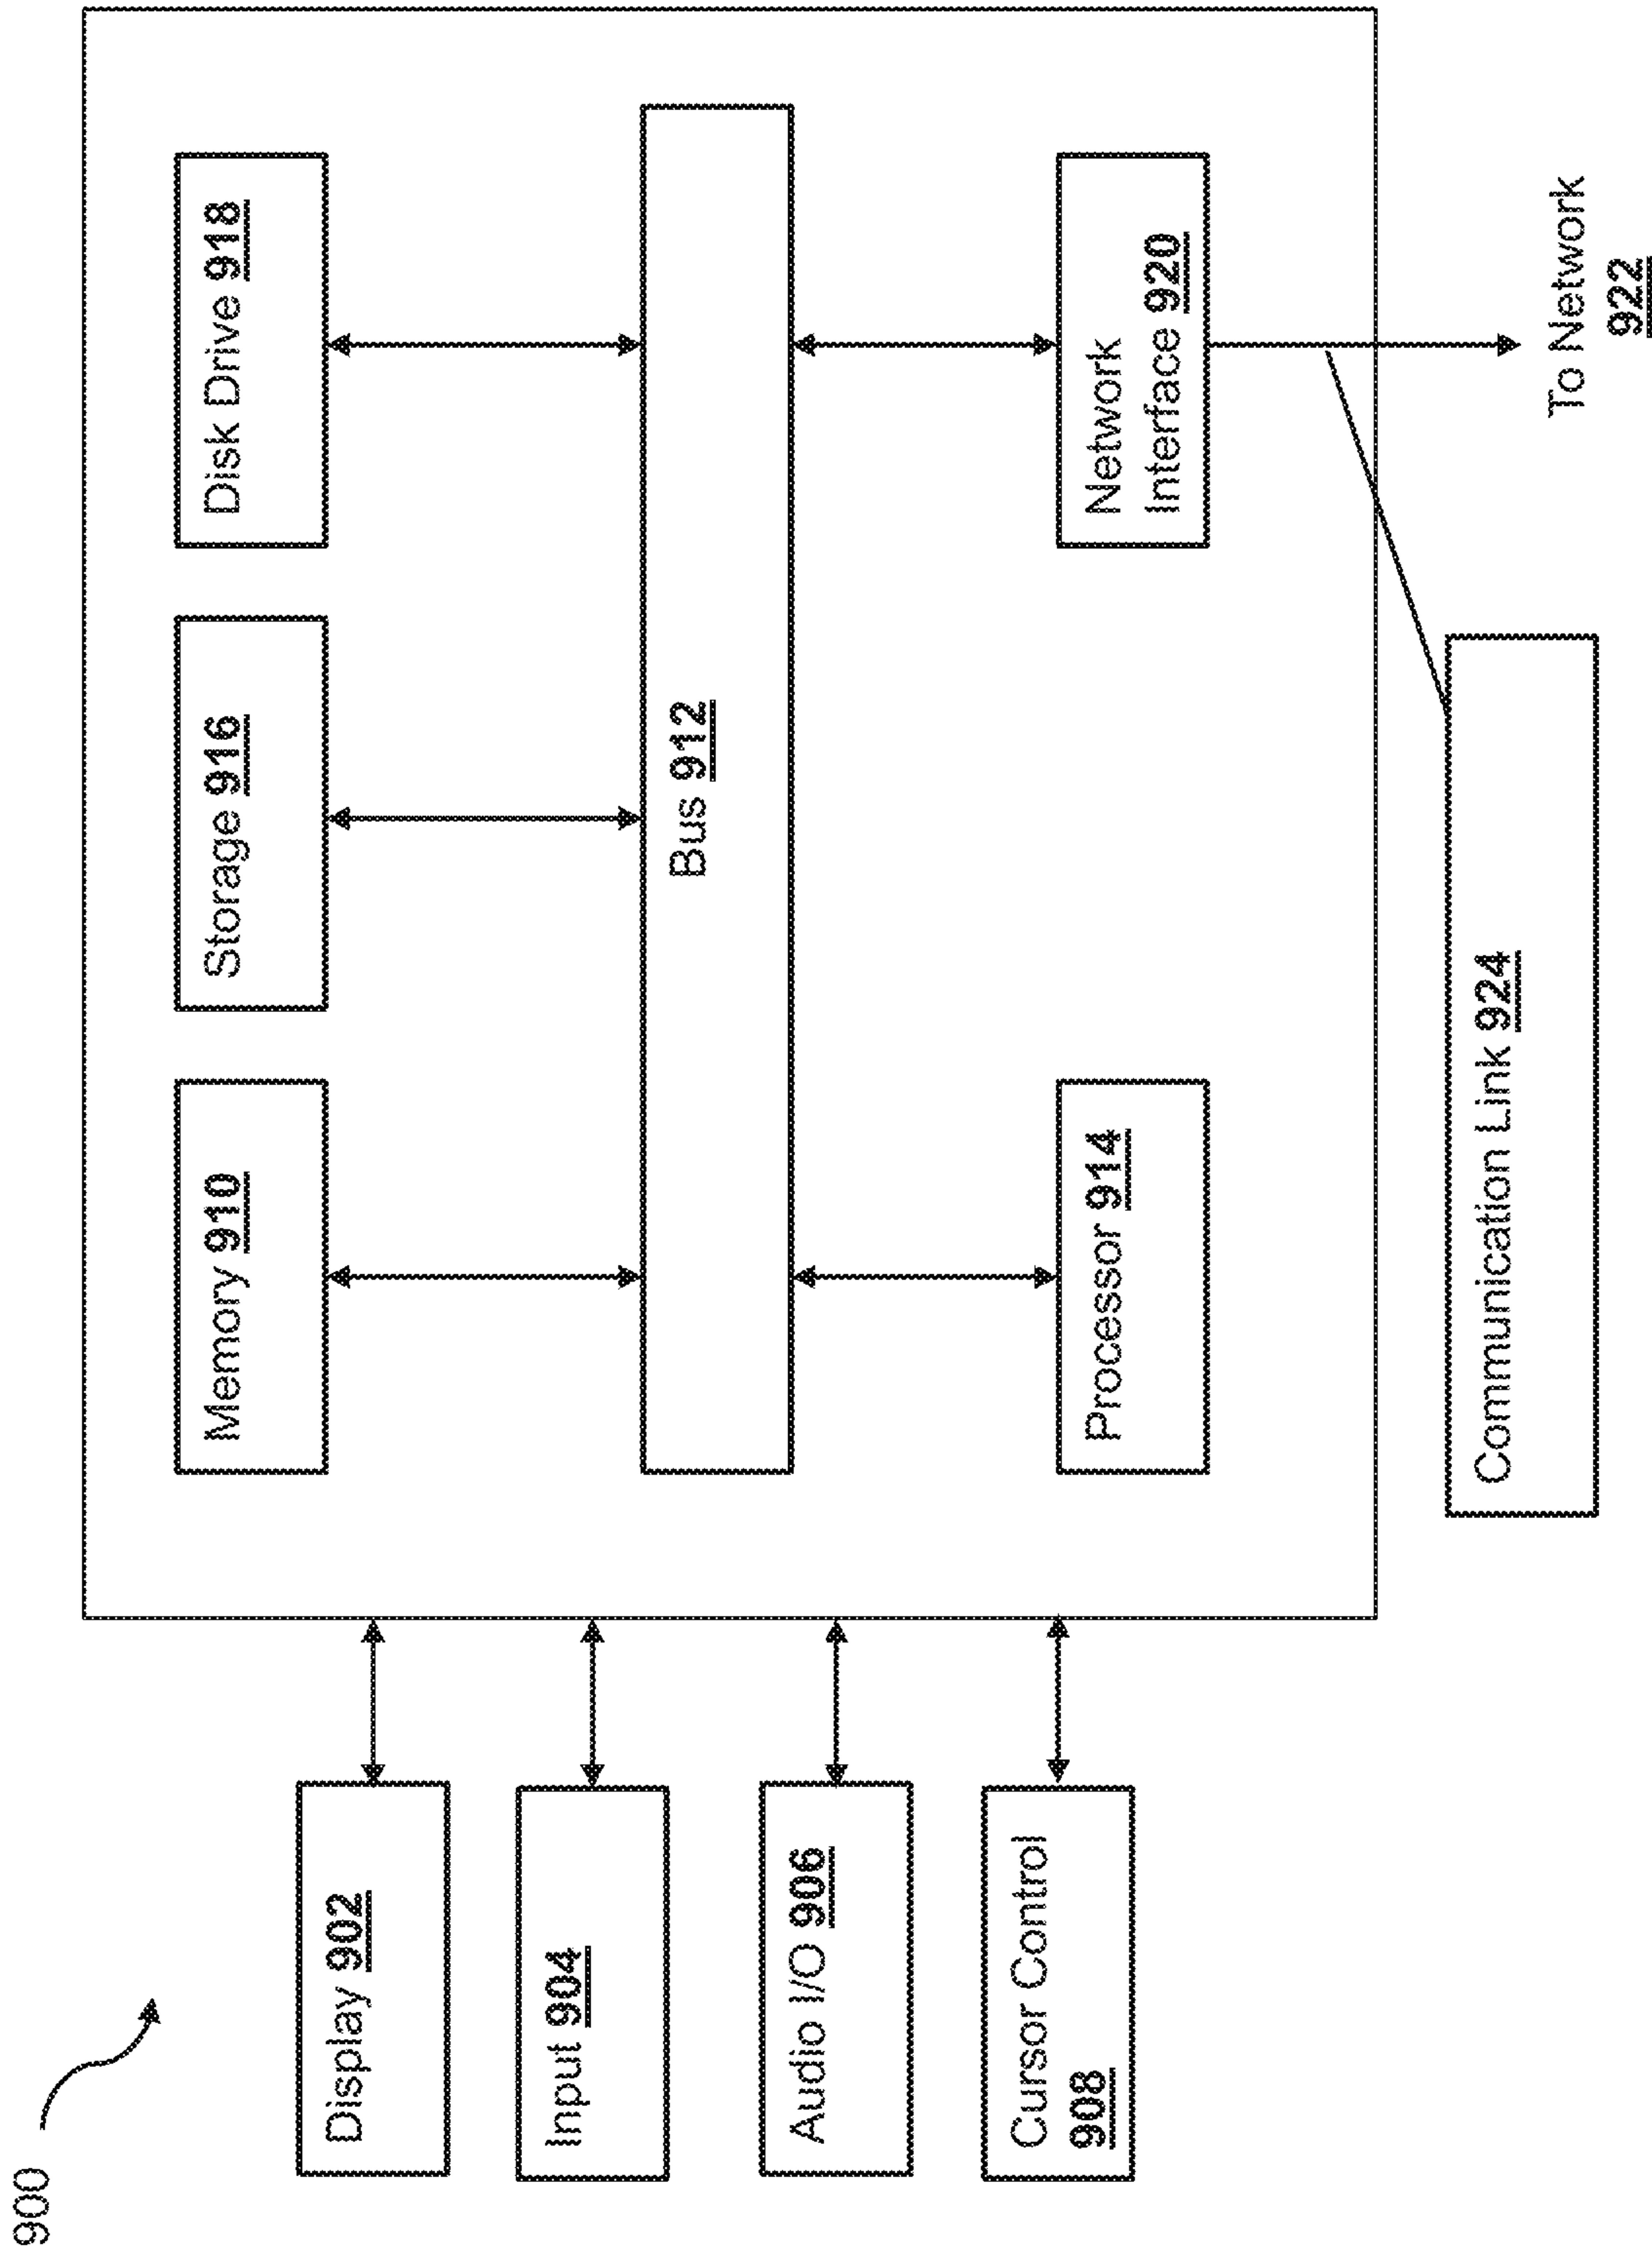 900
Display 902
Input 904
Audio I/O 906
Cursor Control
908
Memory 910
Storage 916
Disk Drive 918
Bus 912
Processor 914
Network
Interface 920
Communication Link 924
To Network
922